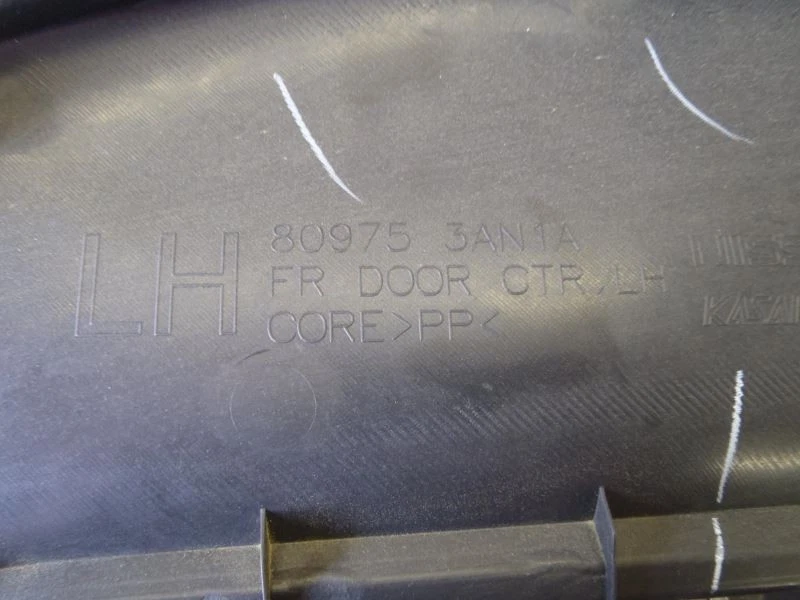 LH
80975 3AN1A
FR DOOR CTR,LH
CORE>PP<